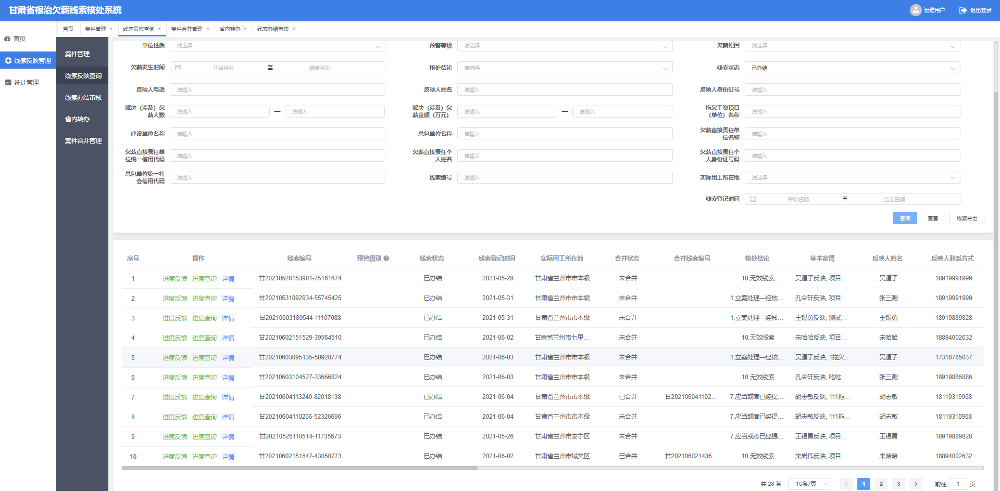 甘肃省根治欠薪线索核处系统
运维用户 退出登录
首页 案件管理 × 线索反应查询 × 案件合并管理 × 省内转办 × 线索办结审核 ×
首页
线索反映管理
统计管理
案件管理
线索反映查询
线索办结审核
省内转办
案件合并管理
单位性质 请选择 预警等级 请选择 欠薪原因 请选择
欠薪发生时间 开始月份 至 结束月份 核处结论 请选择 线索状态 已办结
反映人电话 请输入 反映人姓名 请输入 反映人身份证号 请输入
解决（涉及）欠薪人数 请输入 — 请输入 解决（涉及）欠薪金额（万元） 请输入 — 请输入 拖欠工资项目（单位）名称 请输入
建设单位名称 请输入 总包单位名称 请输入 欠薪直接责任单位名称 请输入
欠薪直接责任单位统一信用代码 请输入 欠薪直接责任个人姓名 请输入 欠薪直接责任个人身份证号码 请输入
总包单位统一社会信用代码 请输入 线索编号 请输入 实际用工所在地 请选择
线索登记时间 开始日期 至 结束日期
查询 重置 线索导出
序号 操作 线索编号 预警级别 线索状态 线索登记时间 实际用工所在地 合并状态 合并线索编号 核处结论 基本案情 反映人姓名 反映人联系方式
1 进度反馈 进度查询 详情 甘20210528153901-75161674 已办结 2021-05-28 甘肃省兰州市市本级 未合并 10.无效线索 吴道子反映, 项目... 吴道子 18919991999
2 进度反馈 进度查询 详情 甘20210531092934-55745425 已办结 2021-05-31 甘肃省兰州市市本级 未合并 1.立案处理—经核... 孔令轩反映, 项目... 张三测 18919991999
3 进度反馈 进度查询 详情 甘20210603180544-11107088 已办结 2021-05-31 甘肃省兰州市市本级 未合并 1.立案处理—经核... 王锡勇反映, 测试... 王锡勇 18919889828
4 进度反馈 进度查询 详情 甘20210602151529-39564510 已办结 2021-06-02 甘肃省兰州市七里... 未合并 10.无效线索 宋哈哈反映, 项目... 宋哈哈 18894002632
5 进度反馈 进度查询 详情 甘20210603095135-50920774 已办结 2021-06-03 甘肃省兰州市市本级 未合并 1.立案处理—经核... 吴道子反映, 1拖欠... 吴道子 17318785037
6 进度反馈 进度查询 详情 甘20210603104527-33666824 已办结 2021-06-03 甘肃省兰州市市本级 未合并 10.无效线索 孔令轩反映, 吃吃... 张三测 18919886886
7 进度反馈 进度查询 详情 甘20210604113240-82018138 已办结 2021-06-04 甘肃省兰州市市本级 已合并 甘202106041102... 7.应当或者已经提... 胡志敏反映, 111拖... 胡志敏 18119310968
8 进度反馈 进度查询 详情 甘20210604110206-52326696 已办结 2021-06-04 甘肃省兰州市市本级 未合并 7.应当或者已经提... 胡志敏反映, 111拖... 胡志敏 18119310968
9 进度反馈 进度查询 详情 甘20210526110514-11735673 已办结 2021-05-26 甘肃省兰州市安宁区 未合并 7.应当或者已经提... 王锡勇反映, 项目... 王锡勇 18919889828
10 进度反馈 进度查询 详情 甘20210602151647-43050773 已办结 2021-06-02 甘肃省兰州市城关区 已合并 甘202106021436... 10.无效线索 宋岚伟反映, 项目... 宋哈哈 18894002632
共 28 条 10条/页 1 2 3 前往 1 页